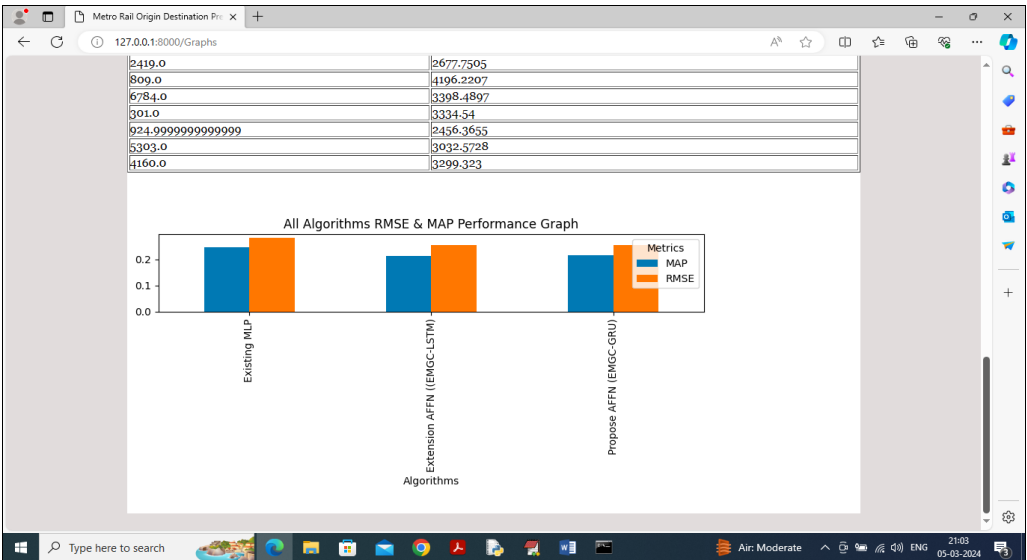 Metro Rail Origin Destination Pre
127.0.0.1:8000/Graphs
2419.0 2677.7505
809.0 4196.2207
6784.0 3398.4897
301.0 3334.54
924.9999999999999 2456.3655
5303.0 3032.5728
4160.0 3299.323
All Algorithms RMSE & MAP Performance Graph
Metrics
MAP
RMSE
0.2
0.1
0.0
Existing MLP
Extension AFFN ((EMGC-LSTM)
Propose AFFN (EMGC-GRU)
Algorithms
Type here to search
Air: Moderate
ENG
21:03
05-03-2024